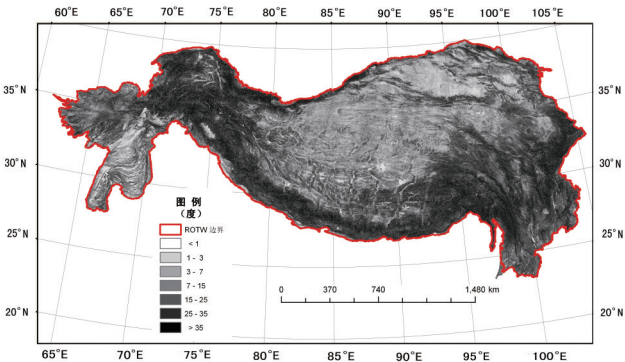 60°E 65°E 70°E 75°E 80°E 85°E 90°E 95°E 100°E 105°E
35°N 35°N
30°N 30°N
25°N 25°N
20°N 20°N
图 例
(度)
ROTW 边界
< 1
1 - 3
3 - 7
7 - 15
15 - 25
25 - 35
> 35
0 370 740 1,480 km
65°E 70°E 75°E 80°E 85°E 90°E 95°E 100°E